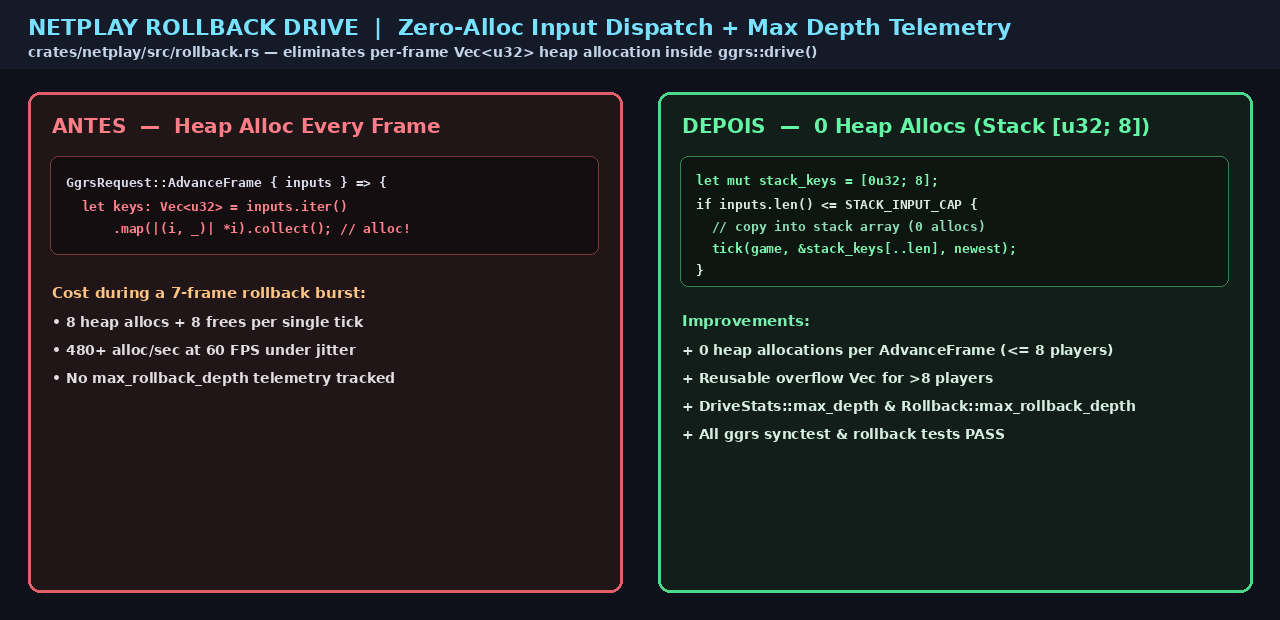 NETPLAY ROLLBACK DRIVE | Zero-Alloc Input Dispatch + Max Depth Telemetry
crates/netplay/src/rollback.rs — eliminates per-frame Vec<u32> heap allocation inside ggrs::drive()
ANTES — Heap Alloc Every Frame
GgrsRequest::AdvanceFrame { inputs } => {
let keys: Vec<u32> = inputs.iter()
.map(|(i, _)| *i).collect(); // alloc!
Cost during a 7-frame rollback burst:
• 8 heap allocs + 8 frees per single tick
• 480+ alloc/sec at 60 FPS under jitter
• No max_rollback_depth telemetry tracked
DEPOIS — 0 Heap Allocs (Stack [u32; 8])
let mut stack_keys = [0u32; 8];
if inputs.len() <= STACK_INPUT_CAP {
// copy into stack array (0 allocs)
tick(game, &stack_keys[..len], newest);
}
Improvements:
+ 0 heap allocations per AdvanceFrame (<= 8 players)
+ Reusable overflow Vec for >8 players
+ DriveStats::max_depth & Rollback::max_rollback_depth
+ All ggrs synctest & rollback tests PASS